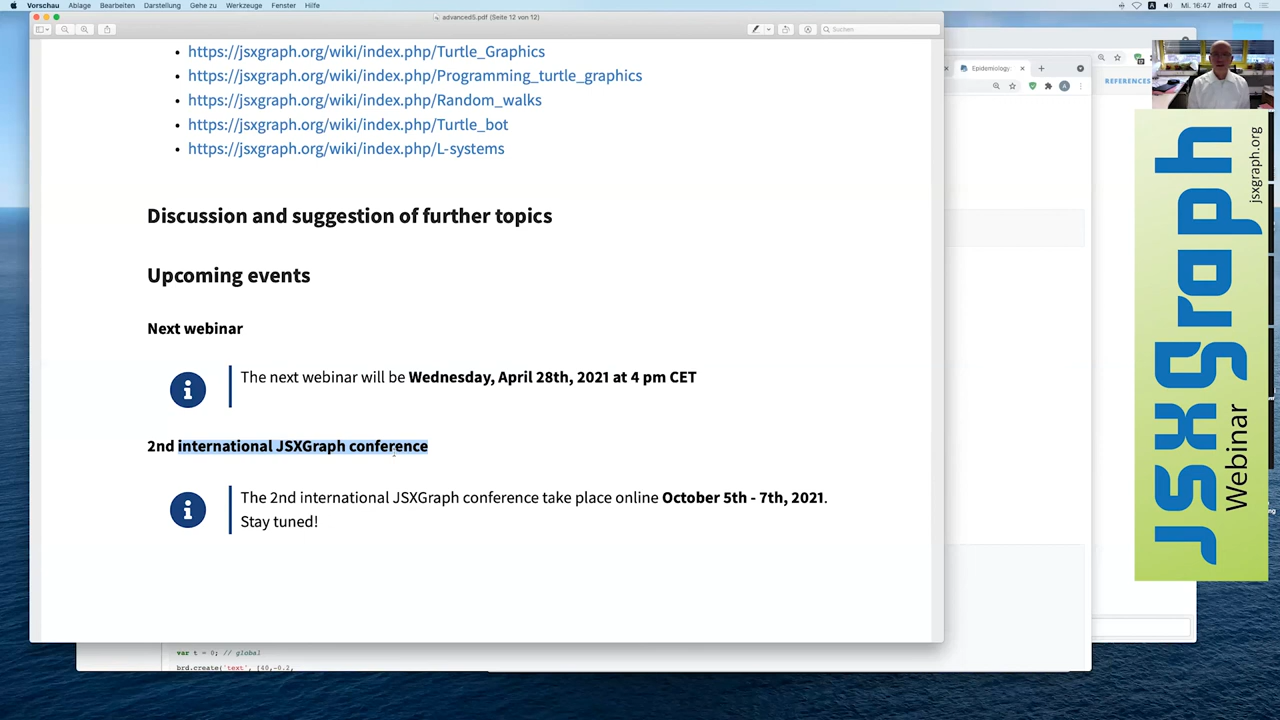 Vorschau Ablage Bearbeiten Darstellung Gehe zu Werkzeuge Fenster Hilfe
Mi. 16:47 alfred
advanced5.pdf (Seite 12 von 12)
Suchen
https://jsxgraph.org/wiki/index.php/Turtle_Graphics
https://jsxgraph.org/wiki/index.php/Programming_turtle_graphics
https://jsxgraph.org/wiki/index.php/Random_walks
https://jsxgraph.org/wiki/index.php/Turtle_bot
https://jsxgraph.org/wiki/index.php/L-systems
Discussion and suggestion of further topics
Upcoming events
Next webinar
The next webinar will be Wednesday, April 28th, 2021 at 4 pm CET
2nd international JSXGraph conference
The 2nd international JSXGraph conference take place online October 5th - 7th, 2021.
Stay tuned!
var t = 0; // global
brd.create('text', [40,-0.2,
Epidemiology
REFERENCES
JSXGraph
jsxgraph.org
Webinar